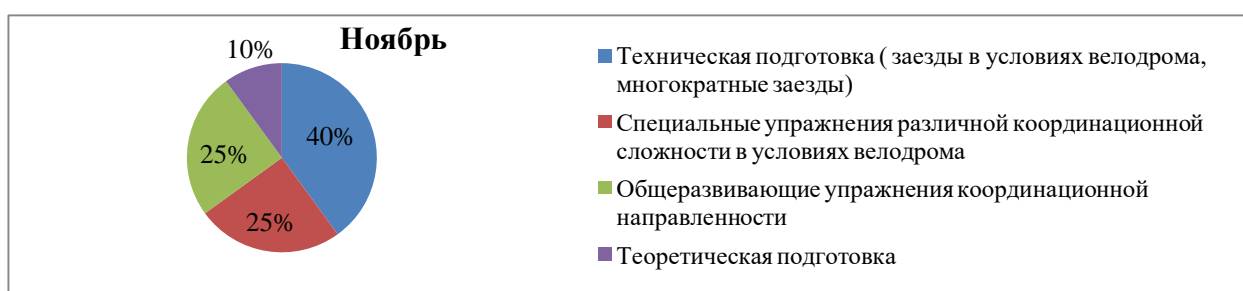 Ноябрь
10%
40%
25%
25%
Техническая подготовка ( заезды в условиях велодрома,
многократные заезды)
Специальные упражнения различной координационной
сложности в условиях велодрома
Общеразвивающие упражнения координационной
направленности
Теоретическая подготовка